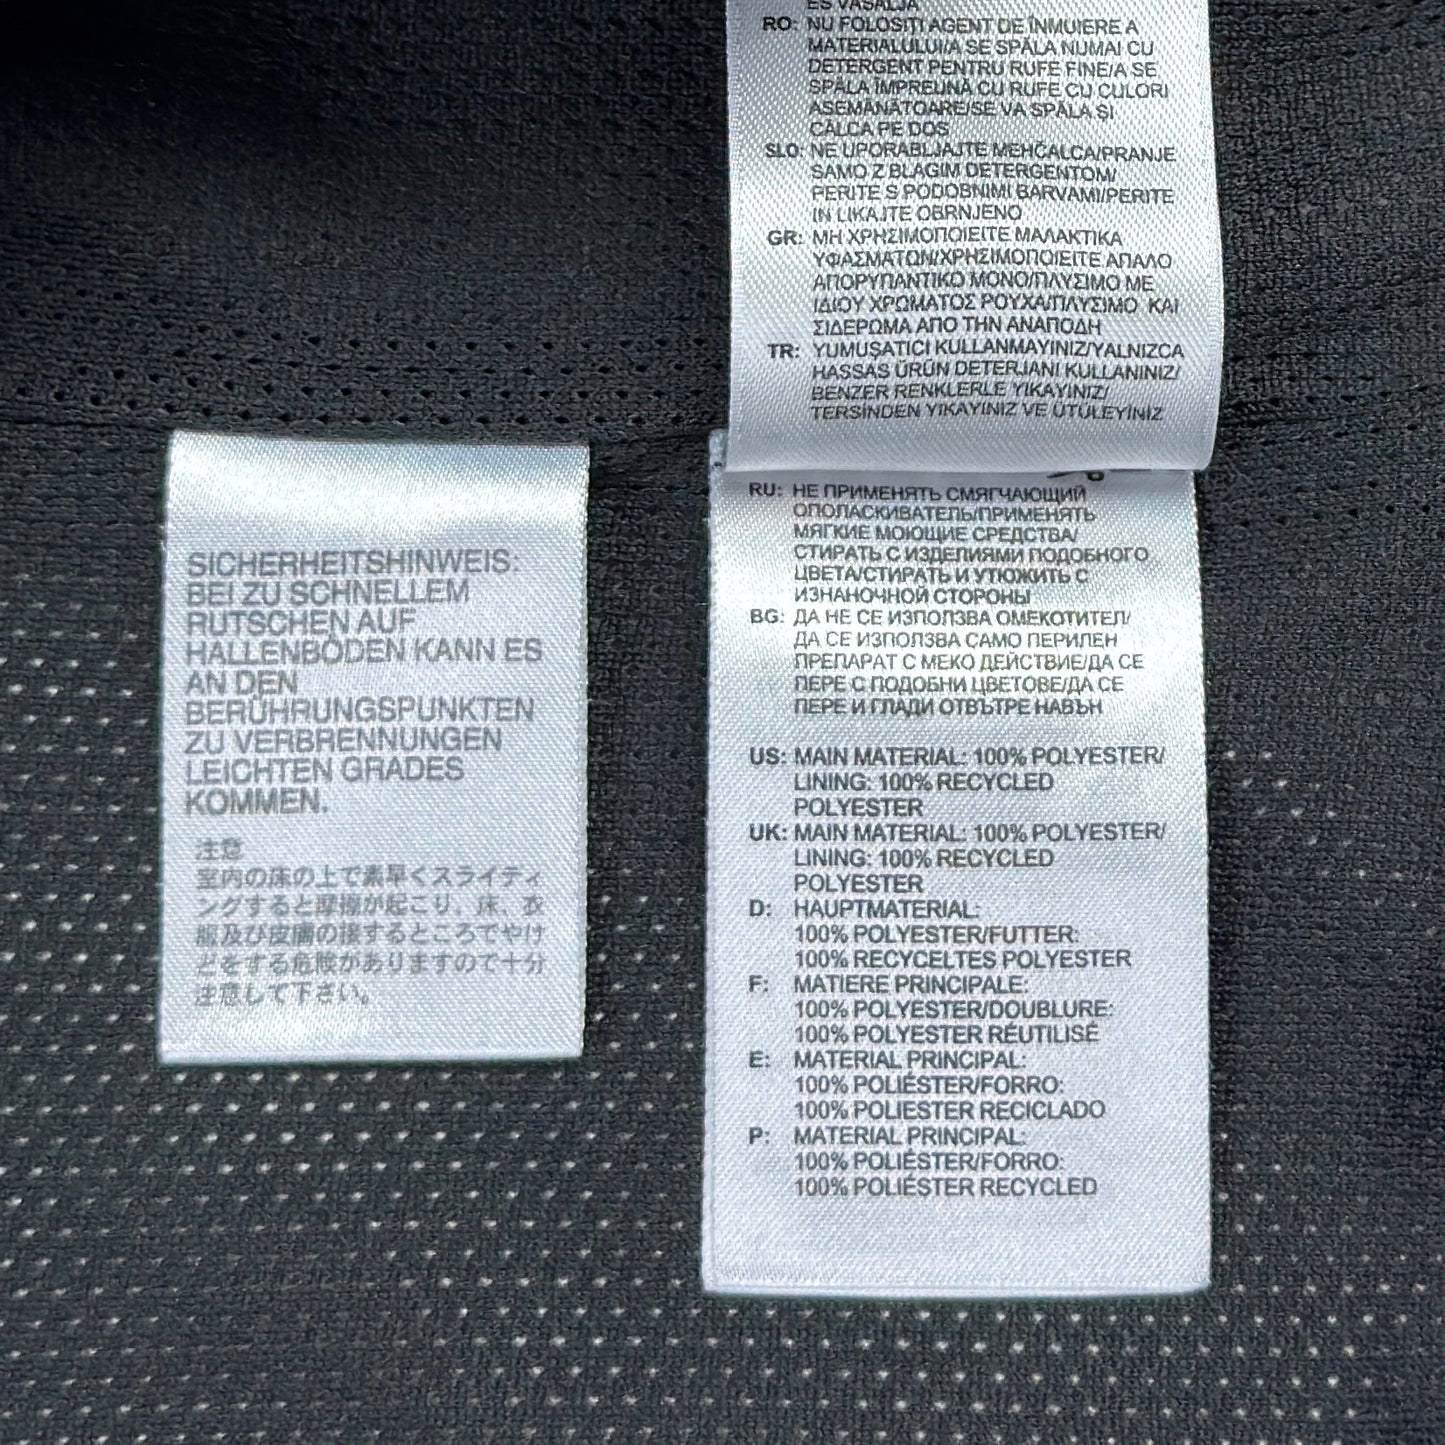 ES VASALJA
RO: NU FOLOSIȚI AGENT DE ÎNMUIERE A
MATERIALULUI/A SE SPĂLA NUMAI CU
DETERGENT PENTRU RUFE FINE/A SE
SPĂLA ÎMPREUNĂ CU RUFE CU CULORI
ASEMĂNĂTOARE/SE VA SPĂLA ȘI
CĂLCA PE DOS
SLO: NE UPORABLJAJTE MEHČALCA/PRANJE
SAMO Z BLAGIM DETERGENTOM/
PERITE S PODOBNIMI BARVAMI/PERITE
IN LIKAJTE OBRNJENO
GR: ΜΗ ΧΡΗΣΙΜΟΠΟΙΕΙΤΕ ΜΑΛΑΚΤΙΚΑ
ΥΦΑΣΜΑΤΩΝ/ΧΡΗΣΙΜΟΠΟΙΕΙΤΕ ΑΠΑΛΟ
ΑΠΟΡΥΠΑΝΤΙΚΟ ΜΟΝΟ/ΠΛΥΣΙΜΟ ΜΕ
ΙΔΙΟΥ ΧΡΩΜΑΤΟΣ ΡΟΥΧΑ/ΠΛΥΣΙΜΟ ΚΑΙ
ΣΙΔΕΡΩΜΑ ΑΠΟ ΤΗΝ ΑΝΑΠΟΔΗ
TR: YUMUŞATICI KULLANMAYINIZ/YALNIZCA
HASSAS ÜRÜN DETERJANI KULLANINIZ/
BENZER RENKLERLE YIKAYINIZ/
TERSİNDEN YIKAYINIZ VE ÜTÜLEYİNİZ
SICHERHEITSHINWEIS:
BEI ZU SCHNELLEM
RUTSCHEN AUF
HALLENBÖDEN KANN ES
AN DEN
BERÜHRUNGSPUNKTEN
ZU VERBRENNUNGEN
LEICHTEN GRADES
KOMMEN.
注意
室内の床の上で素早くスライディ
ングすると摩擦が起こり、床、衣
服及び皮膚の接するところでやけ
どをする危険がありますので十分
注意して下さい。
RU: НЕ ПРИМЕНЯТЬ СМЯГЧАЮЩИЙ
ОПОЛАСКИВАТЕЛЬ/ПРИМЕНЯТЬ
МЯГКИЕ МОЮЩИЕ СРЕДСТВА/
СТИРАТЬ С ИЗДЕЛИЯМИ ПОДОБНОГО
ЦВЕТА/СТИРАТЬ И УТЮЖИТЬ С
ИЗНАНОЧНОЙ СТОРОНЫ
BG: ДА НЕ СЕ ИЗПОЛЗВА ОМЕКОТИТЕЛ/
ДА СЕ ИЗПОЛЗВА САМО ПЕРИЛЕН
ПРЕПАРАТ С МЕКО ДЕЙСТВИЕ/ДА СЕ
ПЕРЕ С ПОДОБНИ ЦВЕТОВЕ/ДА СЕ
ПЕРЕ И ГЛАДИ ОТВЪТРЕ НАВЪН
US: MAIN MATERIAL: 100% POLYESTER/
LINING: 100% RECYCLED
POLYESTER
UK: MAIN MATERIAL: 100% POLYESTER/
LINING: 100% RECYCLED
POLYESTER
D: HAUPTMATERIAL:
100% POLYESTER/FUTTER:
100% RECYCELTES POLYESTER
F: MATIERE PRINCIPALE:
100% POLYESTER/DOUBLURE:
100% POLYESTER RÉUTILISÉ
E: MATERIAL PRINCIPAL:
100% POLIÉSTER/FORRO:
100% POLIESTER RECICLADO
P: MATERIAL PRINCIPAL:
100% POLIÉSTER/FORRO:
100% POLIÉSTER RECYCLED